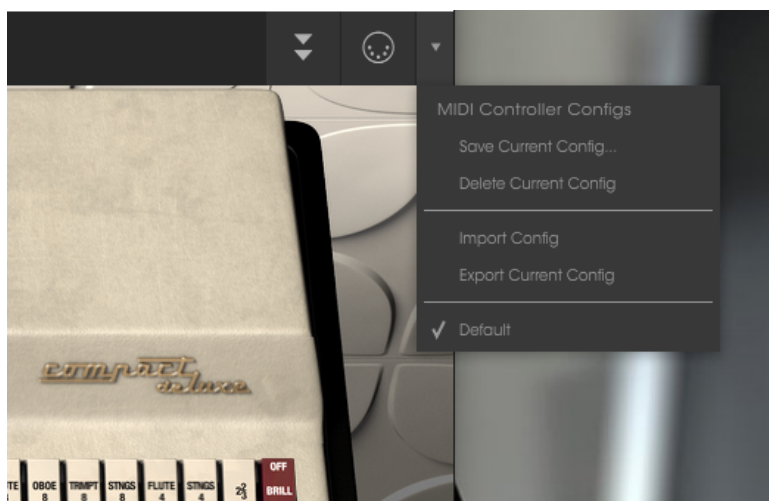 MIDI Controller Configs
Save Current Config...
Delete Current Config
Import Config
Export Current Config
Default
compact
deluxe
OFF
TE
OBOE
8
TRMPT
8
STNGS
8
FLUTE
4
STNGS
4
2⅔
BRILL